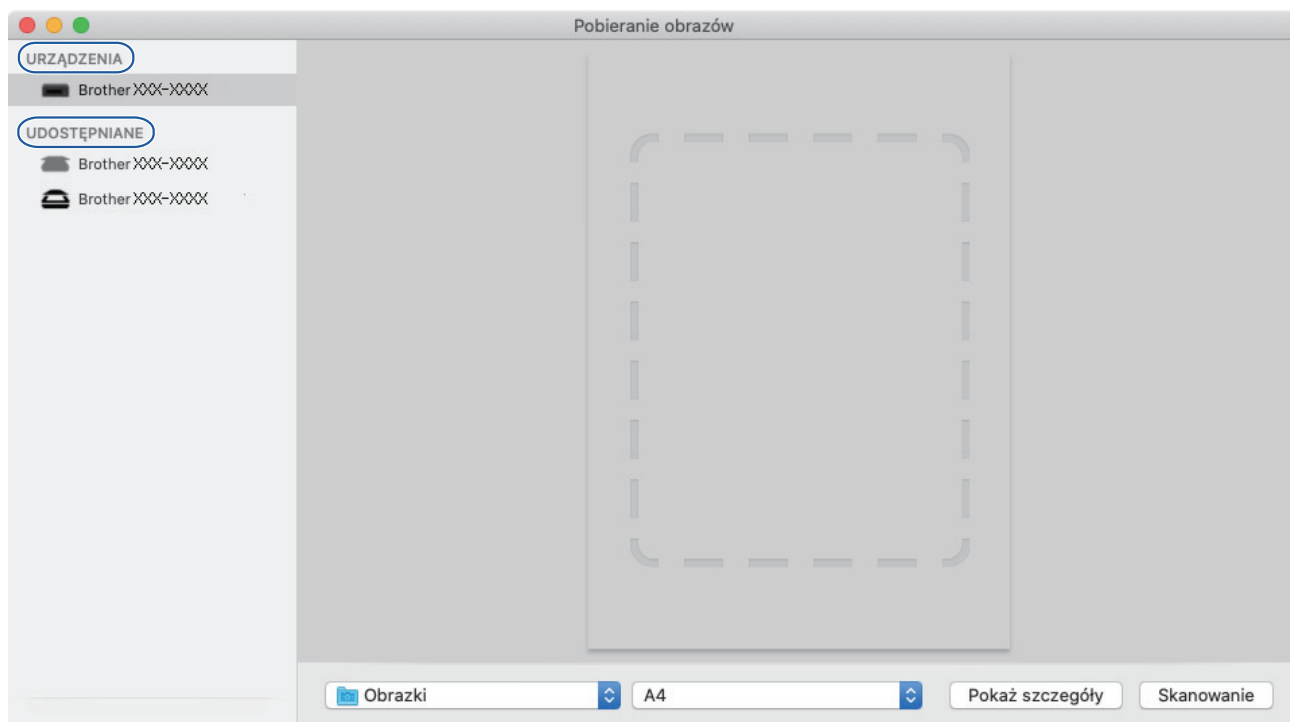 Pobieranie obrazów
URZĄDZENIA
Brother XXX-XXXX
UDOSTĘPNIANE
Brother XXX-XXXX
Brother XXX-XXXX
Obrazki
A4
Pokaż szczegóły
Skanowanie